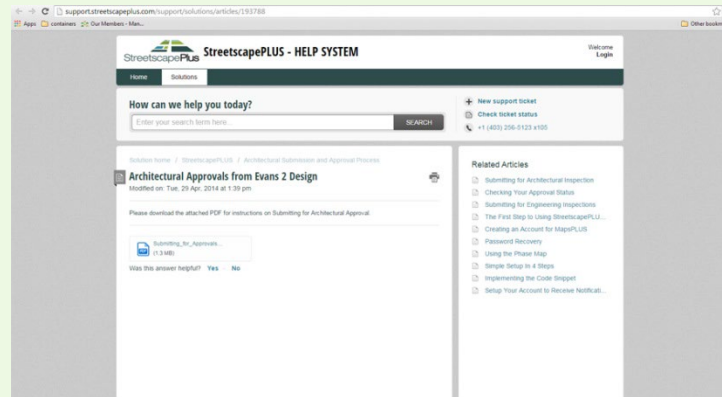 support.streetscapeplus.com/support/solutions/articles/193788
Apps containers Our Members - Man... Other bookm
StreetscapePlus StreetscapePLUS - HELP SYSTEM
Welcome
Login
Home Solutions
How can we help you today?
Enter your search term here... SEARCH
New support ticket
Check ticket status
+1 (403) 256-0123 x105
Solution home / StreetscapePLUS / Architectural Submission and Approval Process
Architectural Approvals from Evans 2 Design
Modified on: Tue, 29 Apr, 2014 at 1:39 pm
Please download the attached PDF for instructions on Submitting for Architectural Approval.
Submitting_for_Approvals...
(1.3 MB)
Was this answer helpful? Yes No
Related Articles
Submitting for Architectural Inspection
Checking Your Approval Status
Submitting for Engineering Inspections
The First Step to Using StreetscapePLU...
Creating an Account for MapsPLUS
Password Recovery
Using the Phase Map
Simple Setup In 4 Steps
Implementing the Code Snippet
Setup Your Account to Receive Notificati...